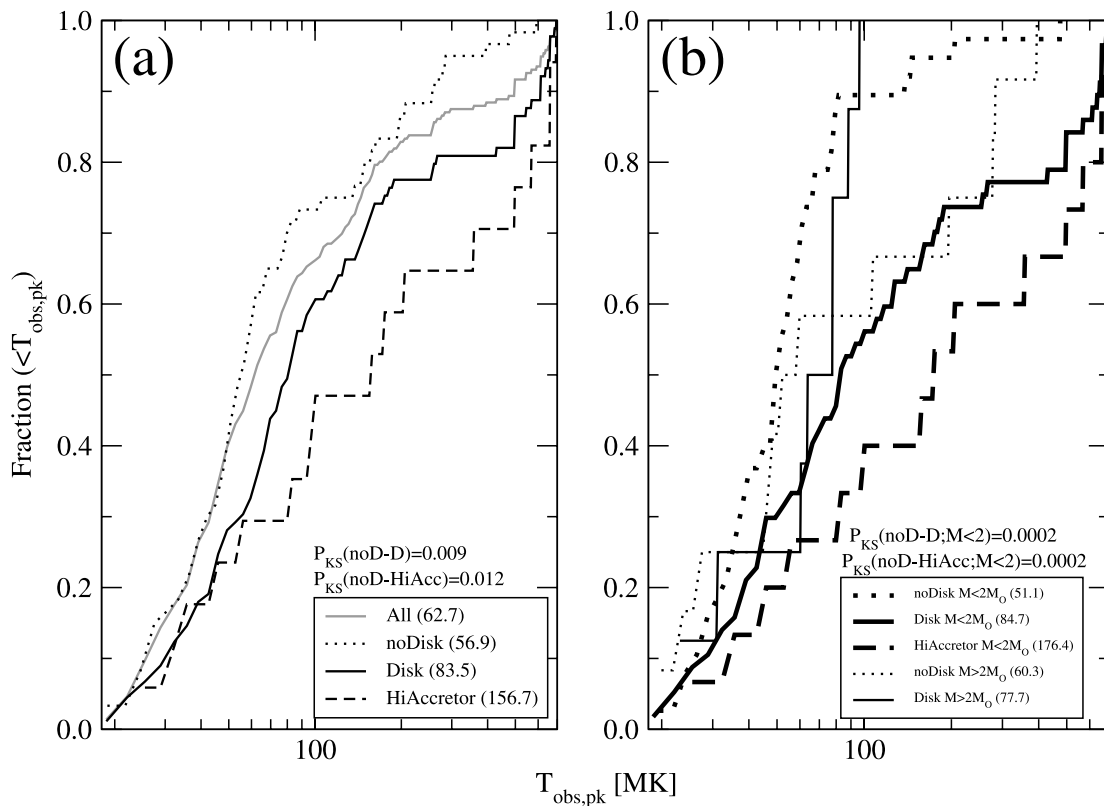 (a)
(b)
1.0
0.8
0.6
0.4
0.2
0.0
Fraction (<T_obs,pk)
P_KS(noD-D)=0.009
P_KS(noD-HiAcc)=0.012
All (62.7)
noDisk (56.9)
Disk (83.5)
HiAccretor (156.7)
100
1.0
0.8
0.6
0.4
0.2
0.0
P_KS(noD-D;M<2)=0.0002
P_KS(noD-HiAcc;M<2)=0.0002
noDisk M<2M_O (51.1)
Disk M<2M_O (84.7)
HiAccretor M<2M_O (176.4)
noDisk M>2M_O (60.3)
Disk M>2M_O (77.7)
100
T_obs,pk [MK]